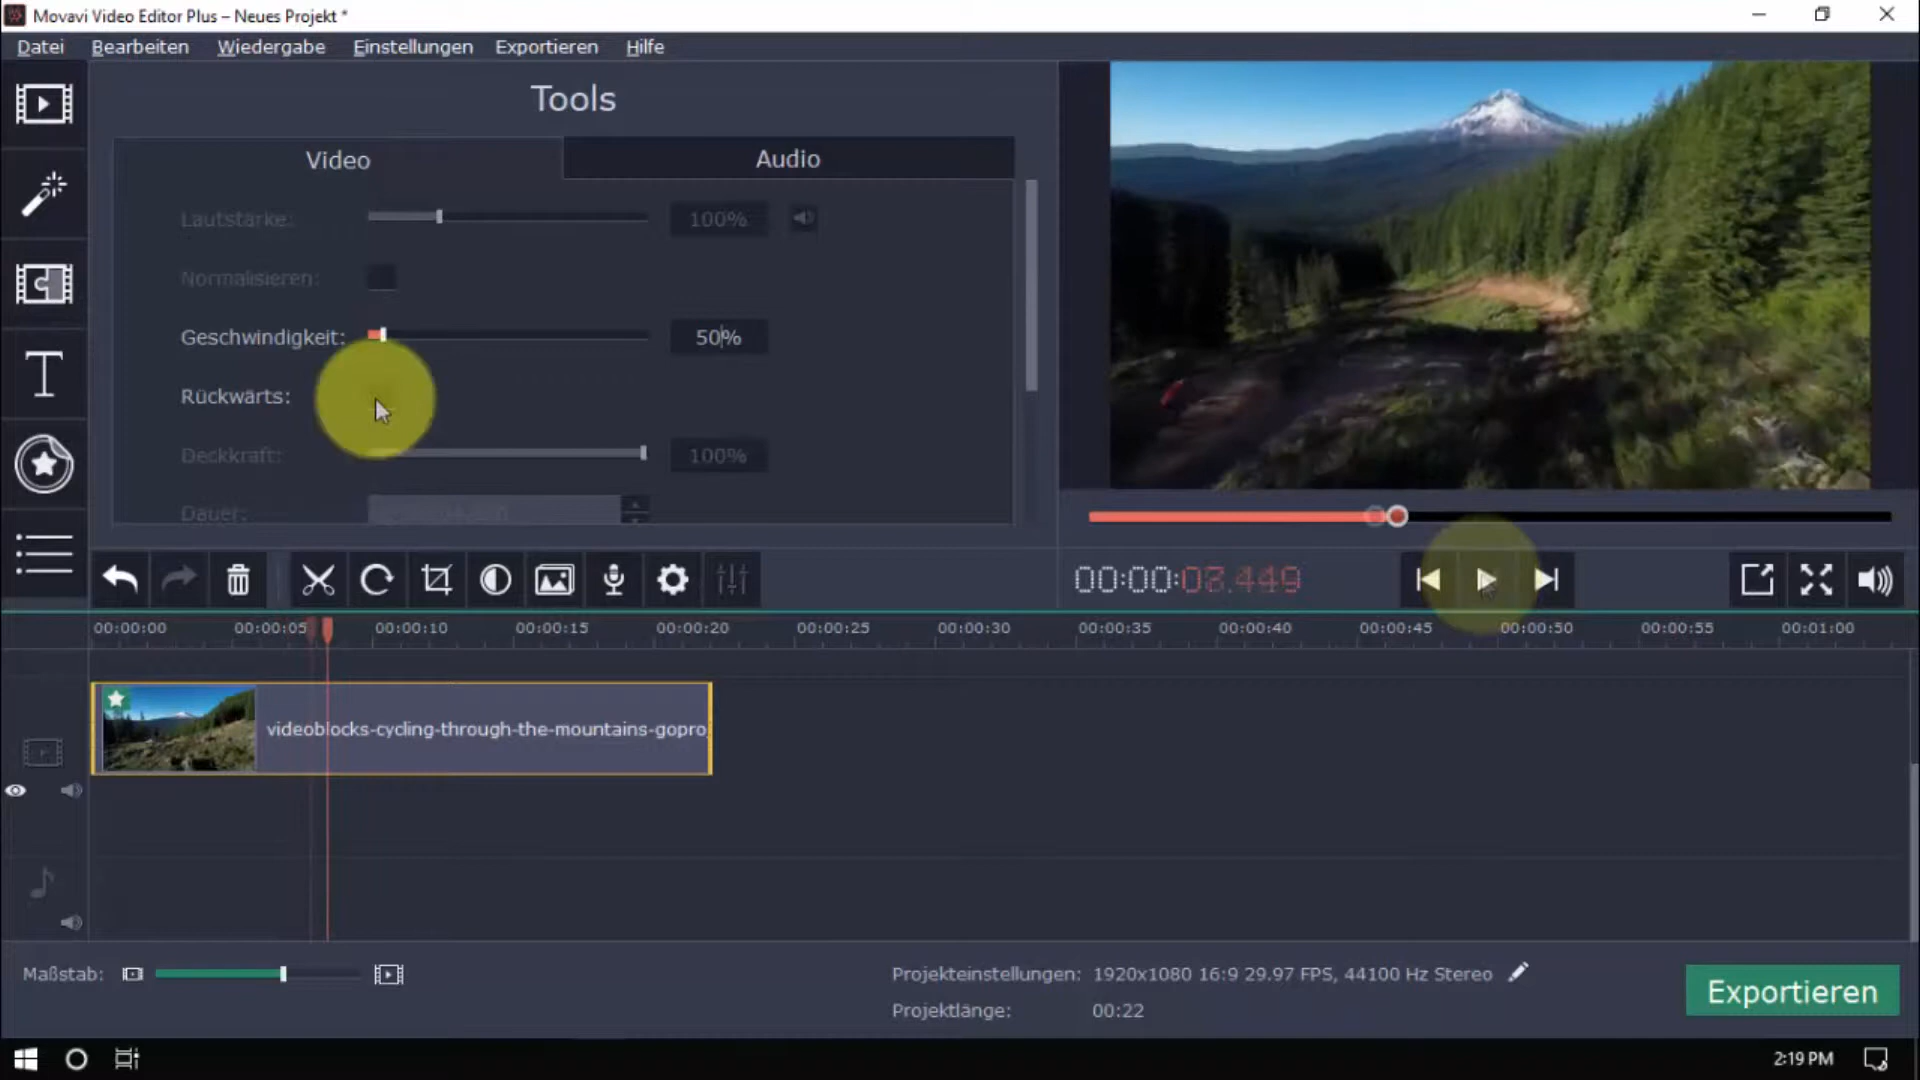 Movavi Video Editor Plus – Neues Projekt *
Datei Bearbeiten Wiedergabe Einstellungen Exportieren Hilfe
Tools
Video Audio
Lautstärke: 100%
Normalisieren:
Geschwindigkeit: 50%
Rückwärts:
Deckkraft: 100%
Dauer:
00:00:08.449
00:00:00 00:00:05 00:00:10 00:00:15 00:00:20 00:00:25 00:00:30 00:00:35 00:00:40 00:00:45 00:00:50 00:00:55 00:01:00
videoblocks-cycling-through-the-mountains-gopro
Maßstab:
Projekteinstellungen: 1920x1080 16:9 29.97 FPS, 44100 Hz Stereo
Projektlänge: 00:22
Exportieren
2:19 PM